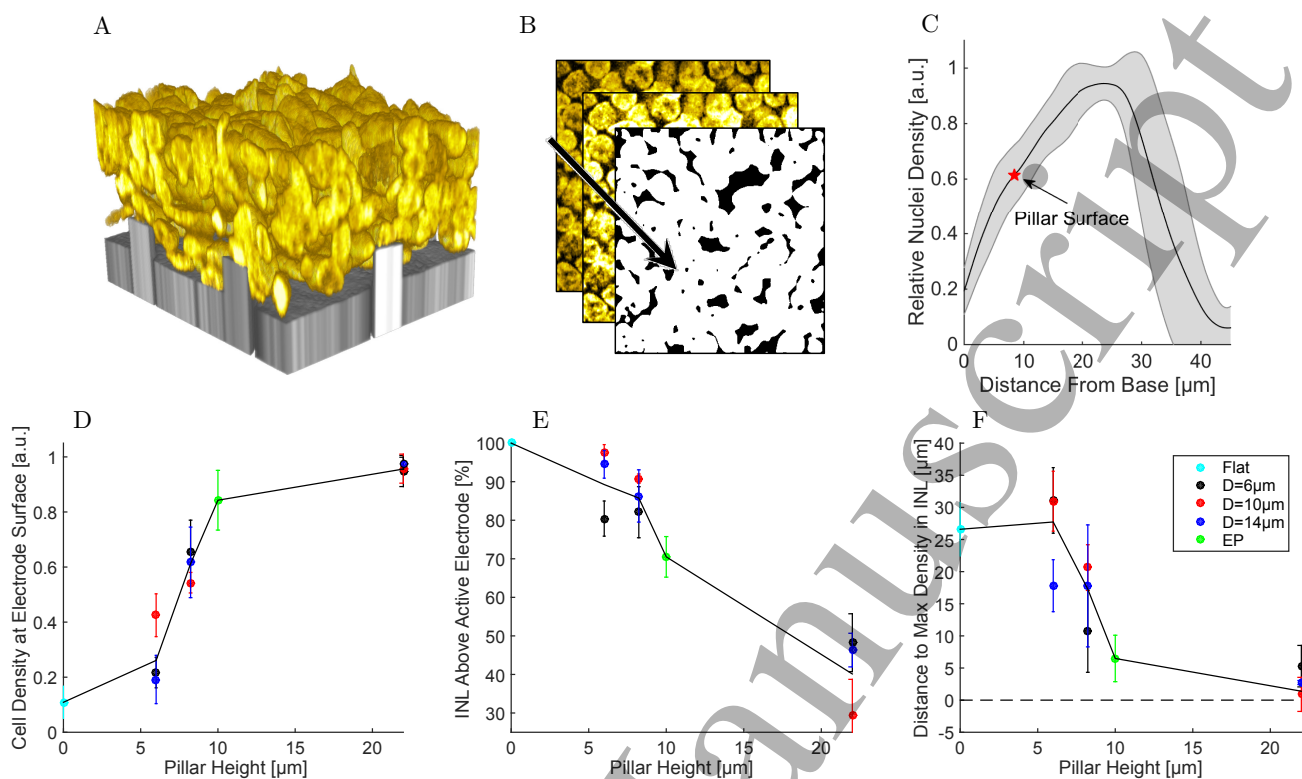 A
B
C
Relative Nuclei Density [a.u.]
1
0.8
0.6
0.4
0.2
0
Pillar Surface
0 10 20 30 40
Distance From Base [µm]
D
Cell Density at Electrode Surface [a.u.]
1
0.8
0.6
0.4
0.2
0
0 5 10 15 20
Pillar Height [µm]
E
INL Above Active Electrode [%]
100
90
80
70
60
50
40
30
0 5 10 15 20
Pillar Height [µm]
F
Distance to Max Density in INL [µm]
40
35
30
25
20
15
10
5
0
-5
Flat
D=6µm
D=10µm
D=14µm
EP
0 5 10 15 20
Pillar Height [µm]
anuscript